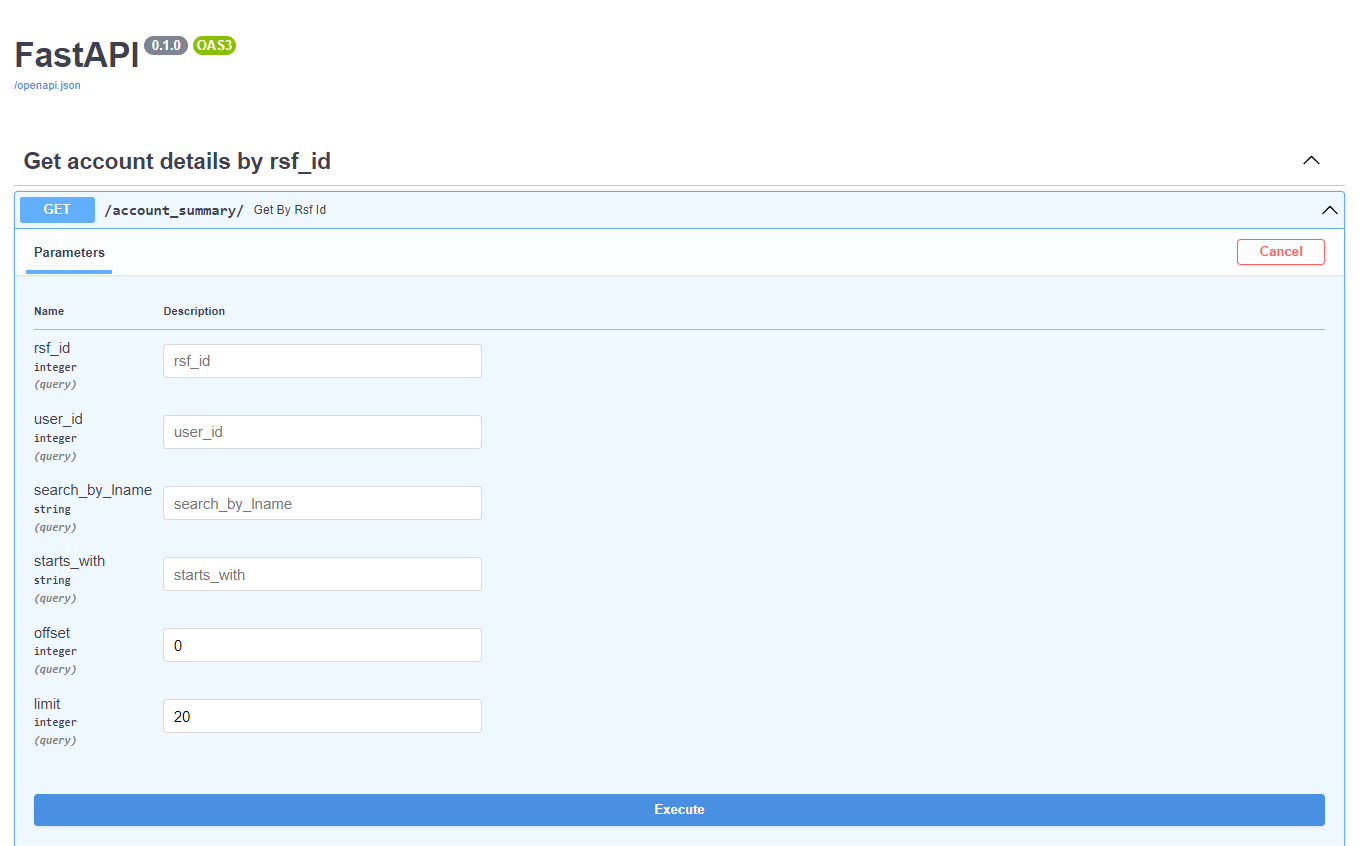 FastAPI 0.1.0 OAS3
/openapi.json
Get account details by rsf_id
GET /account_summary/ Get By Rsf Id
Parameters Cancel
Name Description
rsf_id
integer
(query)
rsf_id
user_id
integer
(query)
user_id
search_by_lname
string
(query)
search_by_lname
starts_with
string
(query)
starts_with
offset
integer
(query)
0
limit
integer
(query)
20
Execute